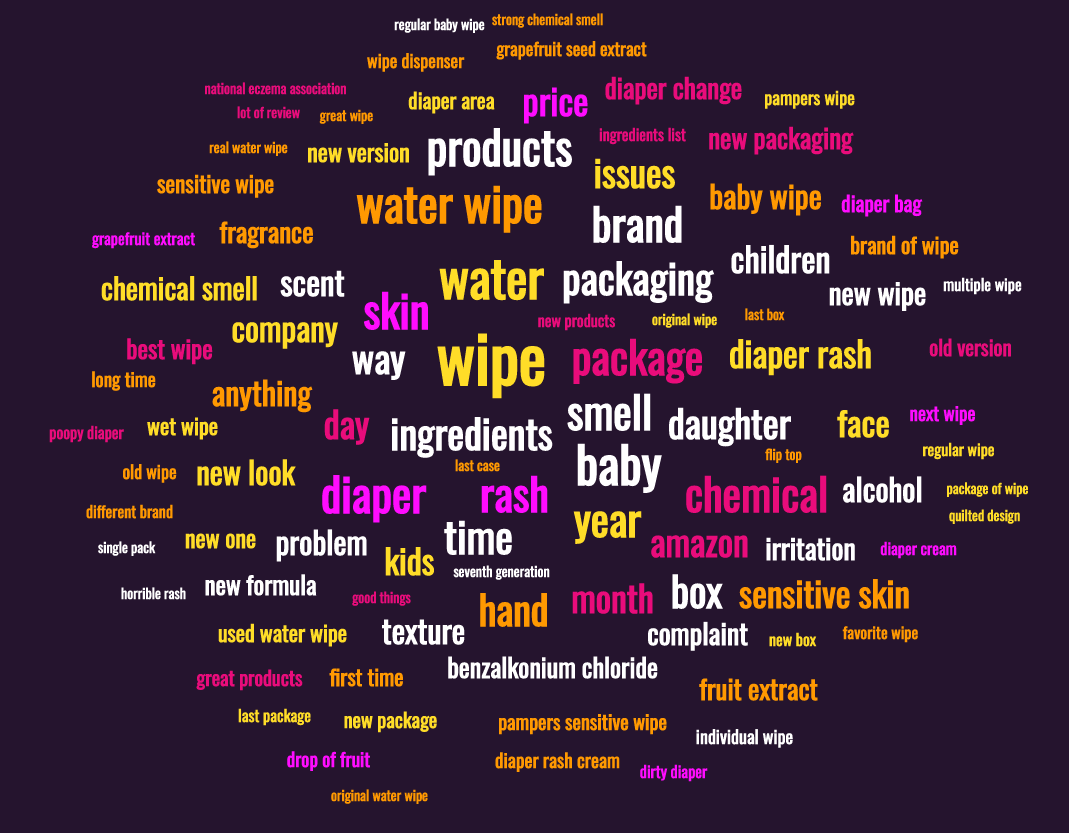 regular baby wipe
strong chemical smell
wipe dispenser
grapefruit seed extract
national eczema association
diaper area
price
diaper change
pampers wipe
lot of review
great wipe
real water wipe
new version
products
ingredients list
new packaging
sensitive wipe
water wipe
issues
baby wipe
diaper bag
grapefruit extract
fragrance
brand
children
brand of wipe
chemical smell
scent
water
packaging
new wipe
multiple wipe
skin
company
new products
original wipe
last box
best wipe
way
wipe
package
diaper rash
old version
long time
anything
smell
daughter
face
next wipe
poopy diaper
wet wipe
day
ingredients
regular wipe
old wipe
new look
last case
baby
flip top
diaper
rash
chemical
alcohol
package of wipe
different brand
year
quilted design
single pack
new one
problem
time
amazon
irritation
diaper cream
kids
seventh generation
horrible rash
new formula
good things
hand
month
box
sensitive skin
used water wipe
texture
complaint
new box
favorite wipe
great products
first time
benzalkonium chloride
fruit extract
last package
new package
pampers sensitive wipe
individual wipe
drop of fruit
diaper rash cream
dirty diaper
original water wipe